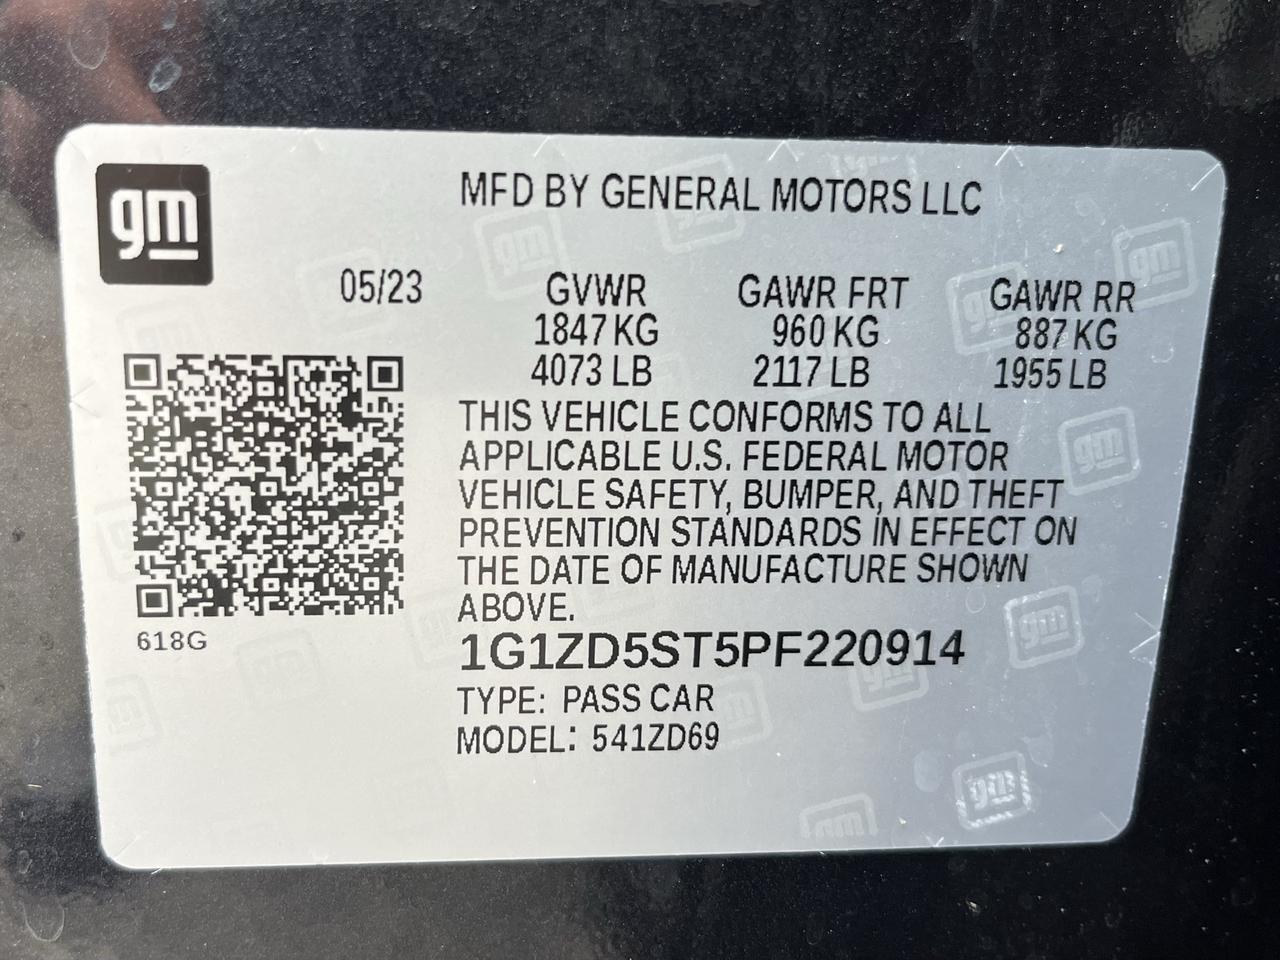 gm
MFD BY GENERAL MOTORS LLC
05/23 GVWR GAWR FRT GAWR RR
1847 KG 960 KG 887 KG
4073 LB 2117 LB 1955 LB
THIS VEHICLE CONFORMS TO ALL
APPLICABLE U.S. FEDERAL MOTOR
VEHICLE SAFETY, BUMPER, AND THEFT
PREVENTION STANDARDS IN EFFECT ON
THE DATE OF MANUFACTURE SHOWN
ABOVE.
618G
1G1ZD5ST5PF220914
TYPE: PASS CAR
MODEL: 541ZD69